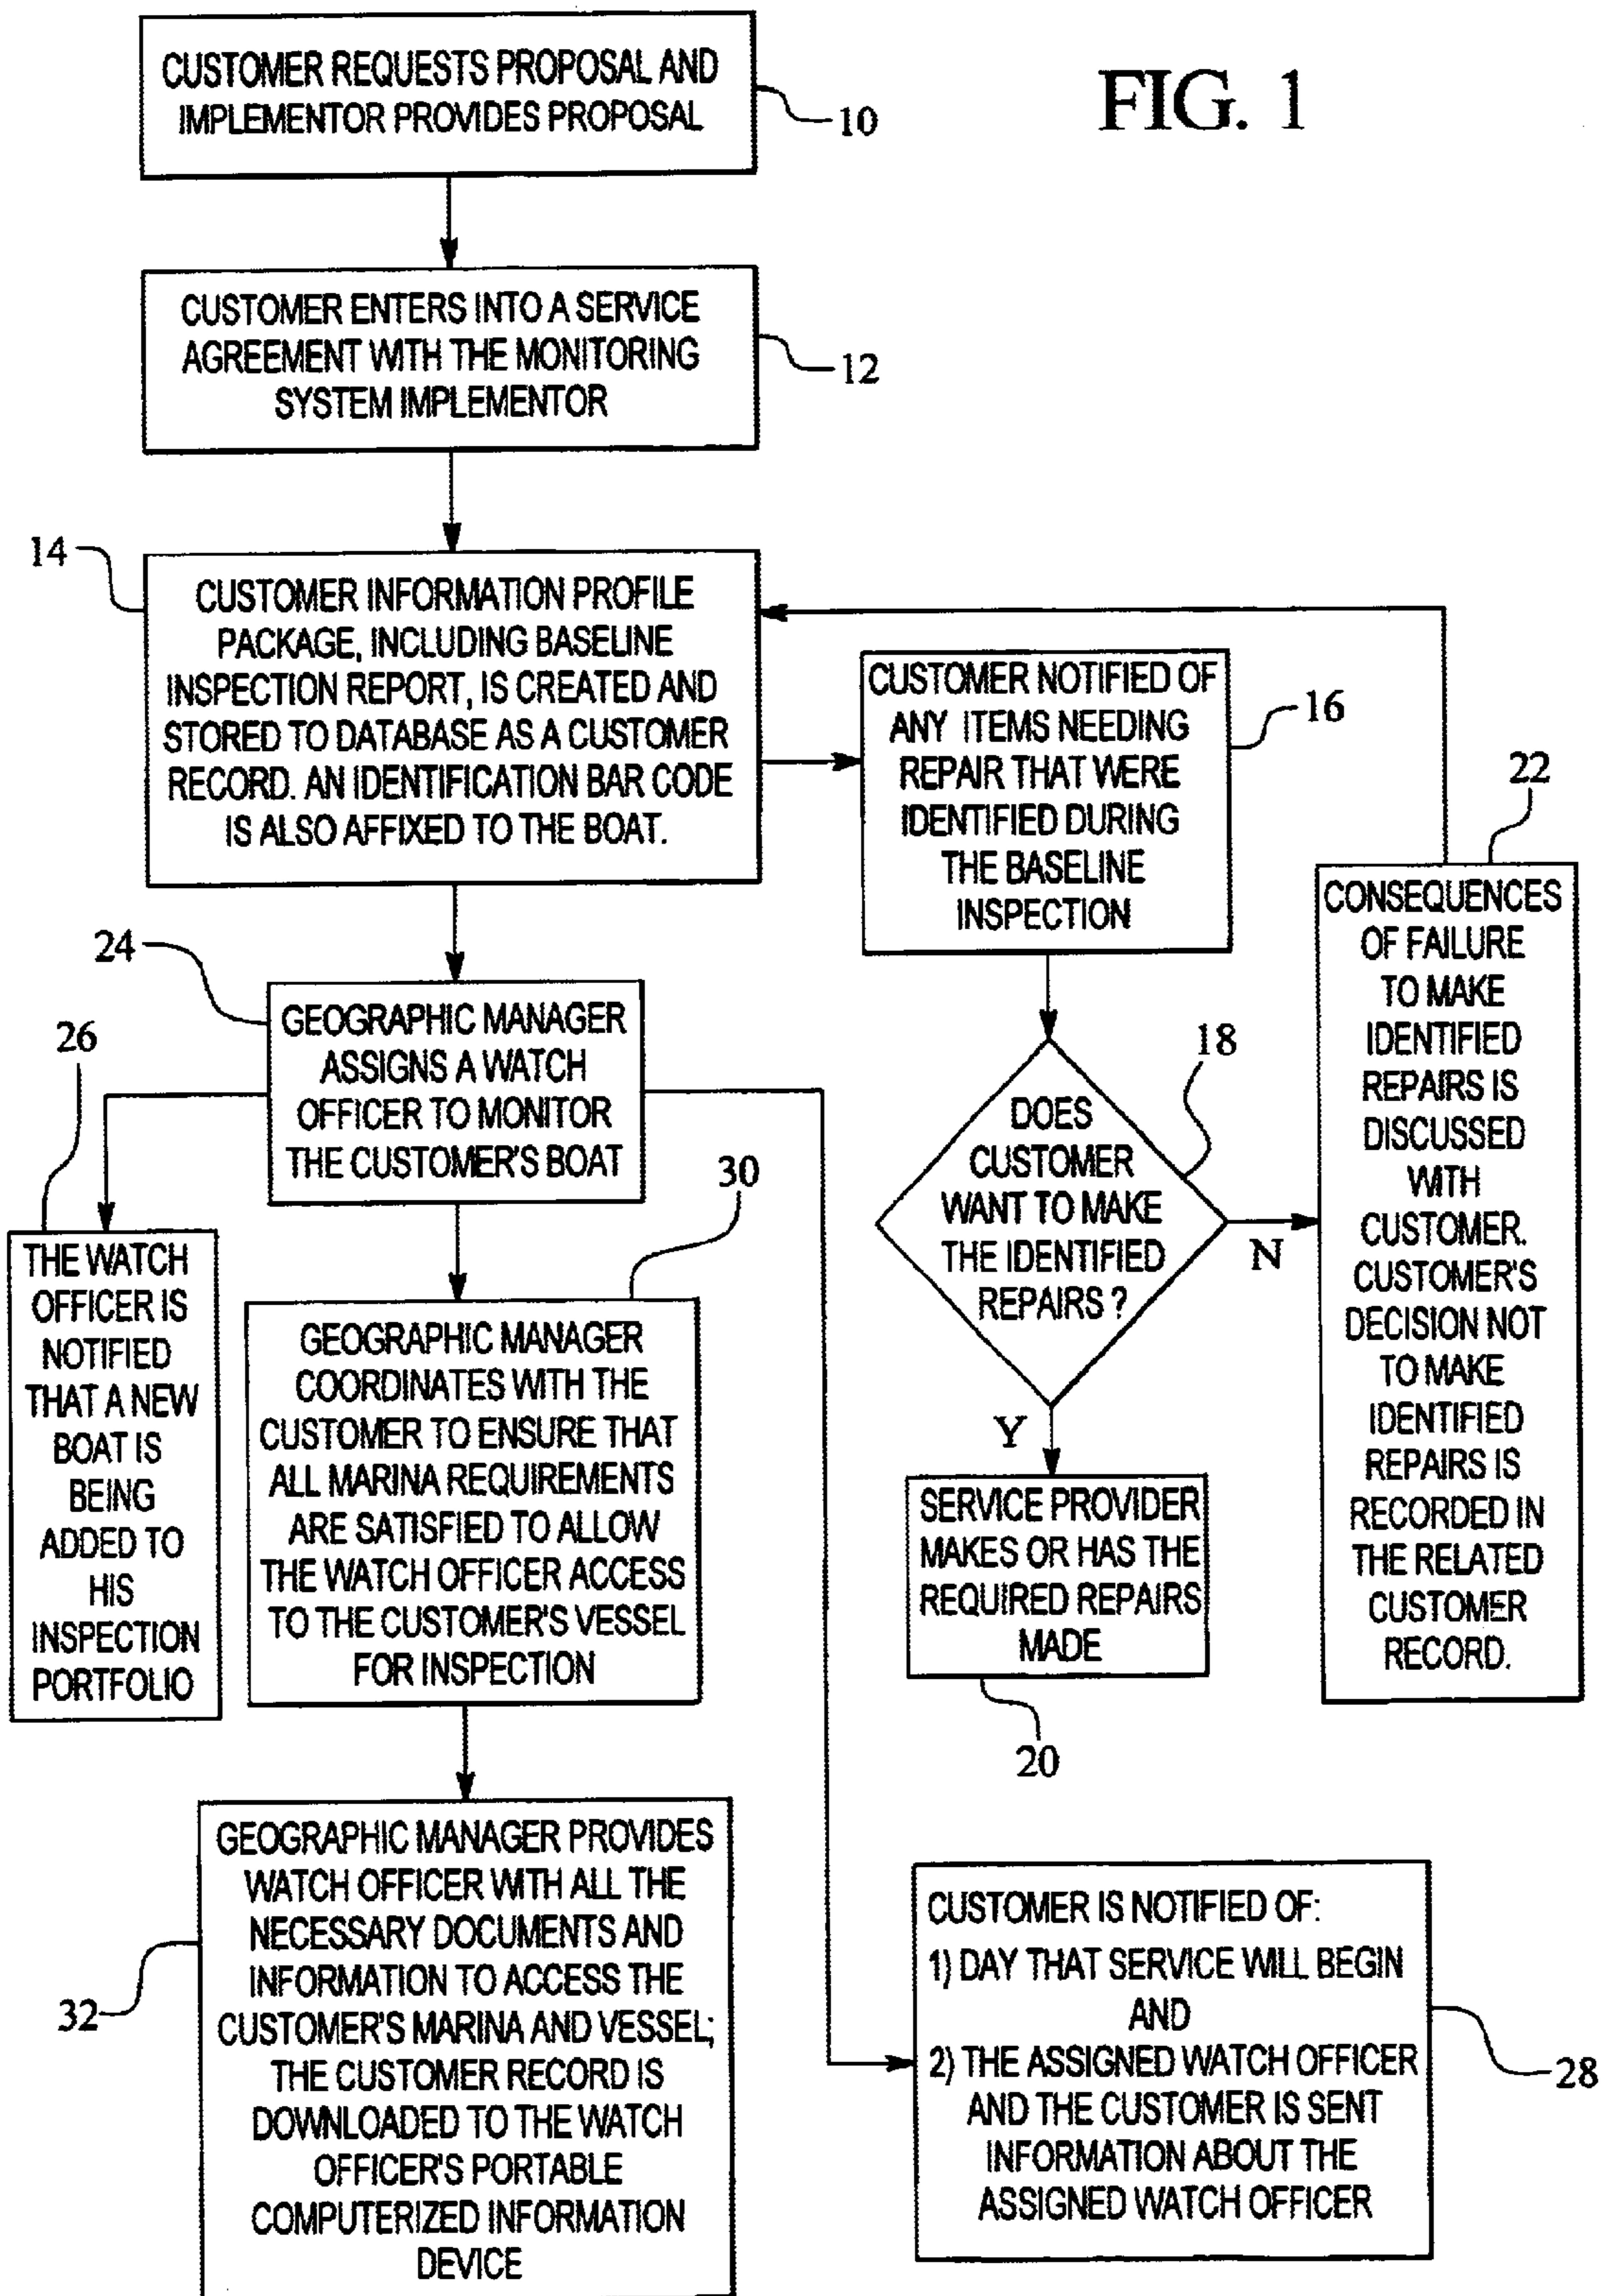 FIG. 1
CUSTOMER REQUESTS PROPOSAL AND
IMPLEMENTOR PROVIDES PROPOSAL
10
CUSTOMER ENTERS INTO A SERVICE
AGREEMENT WITH THE MONITORING
SYSTEM IMPLEMENTOR
12
14
CUSTOMER INFORMATION PROFILE
PACKAGE, INCLUDING BASELINE
INSPECTION REPORT, IS CREATED AND
STORED TO DATABASE AS A CUSTOMER
RECORD. AN IDENTIFICATION BAR CODE
IS ALSO AFFIXED TO THE BOAT.
CUSTOMER NOTIFIED OF
ANY ITEMS NEEDING
REPAIR THAT WERE
IDENTIFIED DURING
THE BASELINE
INSPECTION
16
18
DOES
CUSTOMER
WANT TO MAKE
THE IDENTIFIED
REPAIRS ?
N
Y
SERVICE PROVIDER
MAKES OR HAS THE
REQUIRED REPAIRS
MADE
20
22
CONSEQUENCES
OF FAILURE
TO MAKE
IDENTIFIED
REPAIRS IS
DISCUSSED
WITH
CUSTOMER.
CUSTOMER'S
DECISION NOT
TO MAKE
IDENTIFIED
REPAIRS IS
RECORDED IN
THE RELATED
CUSTOMER
RECORD.
24
GEOGRAPHIC MANAGER
ASSIGNS A WATCH
OFFICER TO MONITOR
THE CUSTOMER'S BOAT
26
THE WATCH
OFFICER IS
NOTIFIED
THAT A NEW
BOAT IS
BEING
ADDED TO
HIS
INSPECTION
PORTFOLIO
30
GEOGRAPHIC MANAGER
COORDINATES WITH THE
CUSTOMER TO ENSURE THAT
ALL MARINA REQUIREMENTS
ARE SATISFIED TO ALLOW
THE WATCH OFFICER ACCESS
TO THE CUSTOMER'S VESSEL
FOR INSPECTION
32
GEOGRAPHIC MANAGER PROVIDES
WATCH OFFICER WITH ALL THE
NECESSARY DOCUMENTS AND
INFORMATION TO ACCESS THE
CUSTOMER'S MARINA AND VESSEL;
THE CUSTOMER RECORD IS
DOWNLOADED TO THE WATCH
OFFICER'S PORTABLE
COMPUTERIZED INFORMATION
DEVICE
CUSTOMER IS NOTIFIED OF:
1) DAY THAT SERVICE WILL BEGIN
AND
2) THE ASSIGNED WATCH OFFICER
AND THE CUSTOMER IS SENT
INFORMATION ABOUT THE
ASSIGNED WATCH OFFICER
28